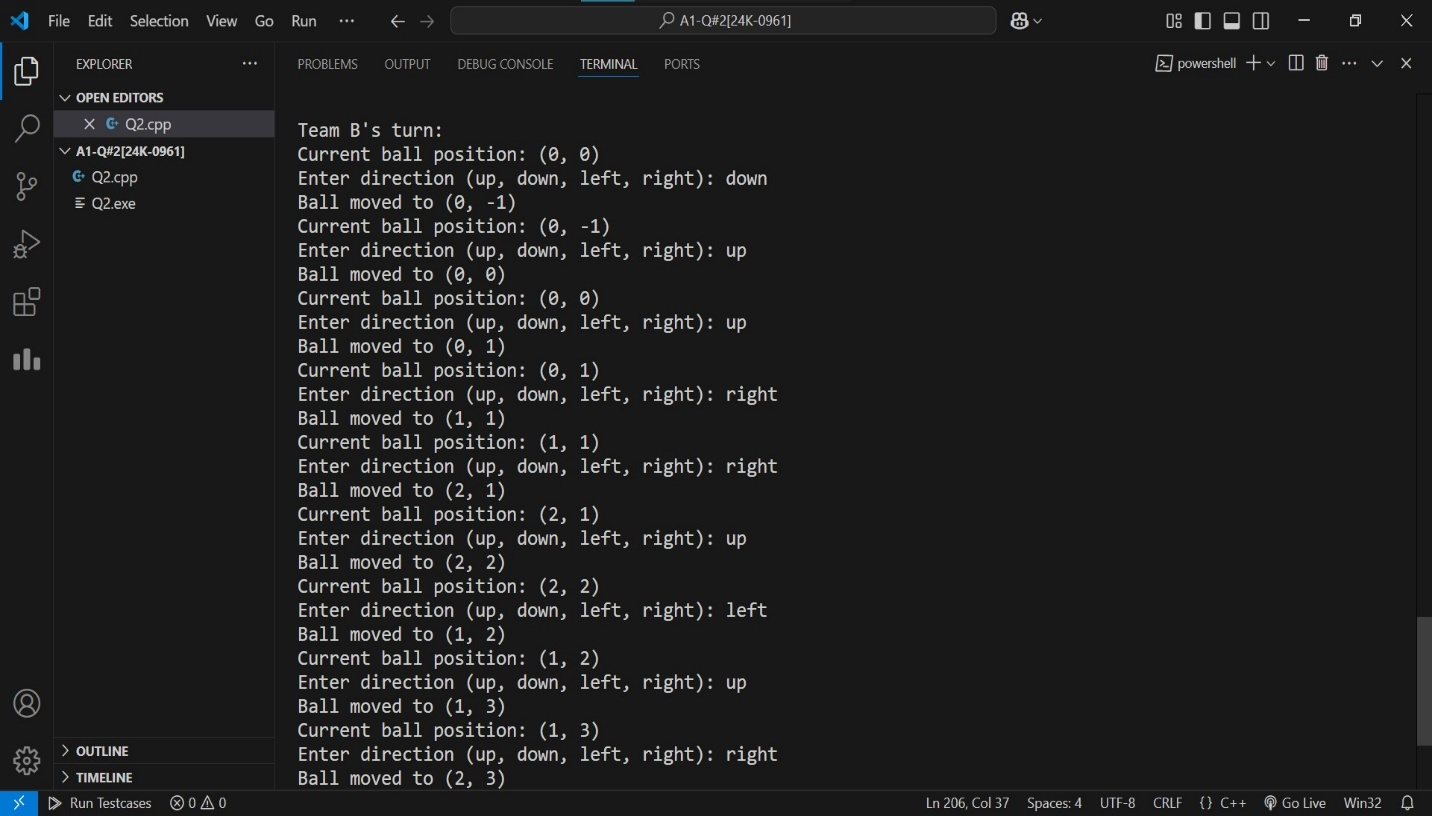 File Edit Selection View Go Run ... A1-Q#2[24K-0961]
EXPLORER ...
OPEN EDITORS
Q2.cpp
A1-Q#2[24K-0961]
Q2.cpp
Q2.exe
OUTLINE
TIMELINE
PROBLEMS OUTPUT DEBUG CONSOLE TERMINAL PORTS powershell ...
Team B's turn:
Current ball position: (0, 0)
Enter direction (up, down, left, right): down
Ball moved to (0, -1)
Current ball position: (0, -1)
Enter direction (up, down, left, right): up
Ball moved to (0, 0)
Current ball position: (0, 0)
Enter direction (up, down, left, right): up
Ball moved to (0, 1)
Current ball position: (0, 1)
Enter direction (up, down, left, right): right
Ball moved to (1, 1)
Current ball position: (1, 1)
Enter direction (up, down, left, right): right
Ball moved to (2, 1)
Current ball position: (2, 1)
Enter direction (up, down, left, right): up
Ball moved to (2, 2)
Current ball position: (2, 2)
Enter direction (up, down, left, right): left
Ball moved to (1, 2)
Current ball position: (1, 2)
Enter direction (up, down, left, right): up
Ball moved to (1, 3)
Current ball position: (1, 3)
Enter direction (up, down, left, right): right
Ball moved to (2, 3)
Run Testcases 0 0 Ln 206, Col 37 Spaces: 4 UTF-8 CRLF {} C++ Go Live Win32